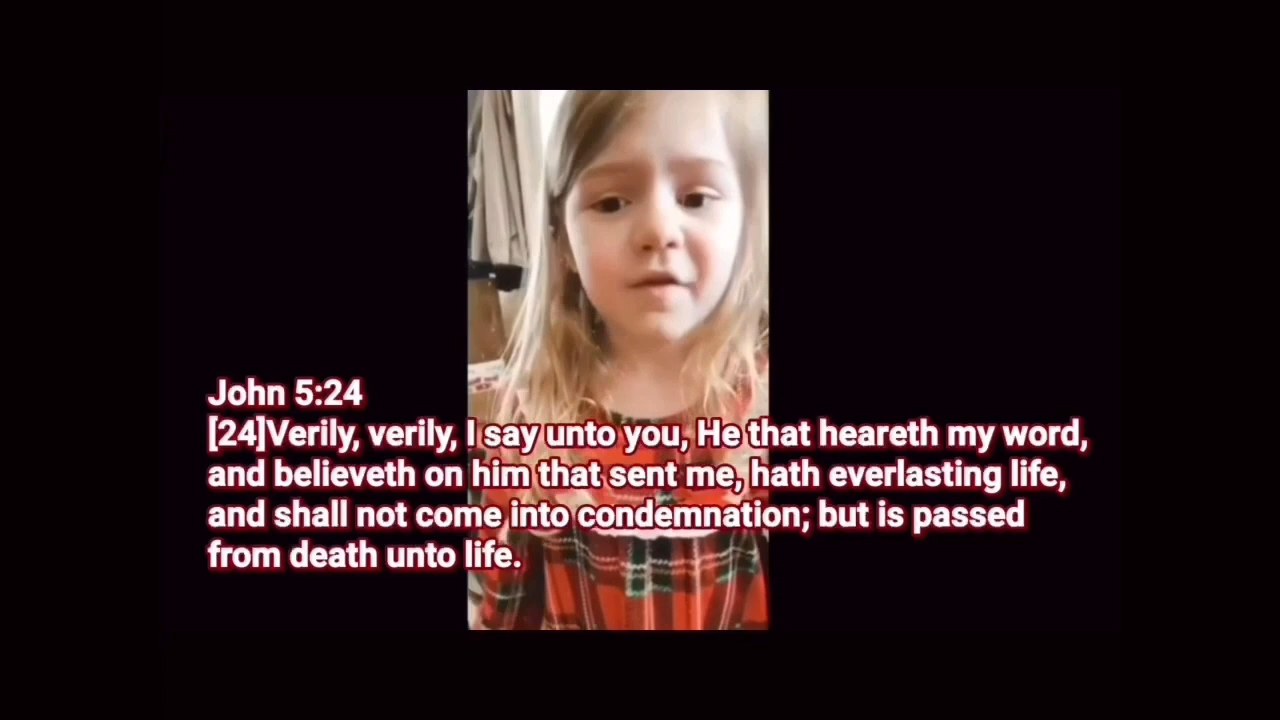 John 5:24
[24]Verily, verily, I say unto you, He that heareth my word,
and believeth on him that sent me, hath everlasting life,
and shall not come into condemnation; but is passed
from death unto life.